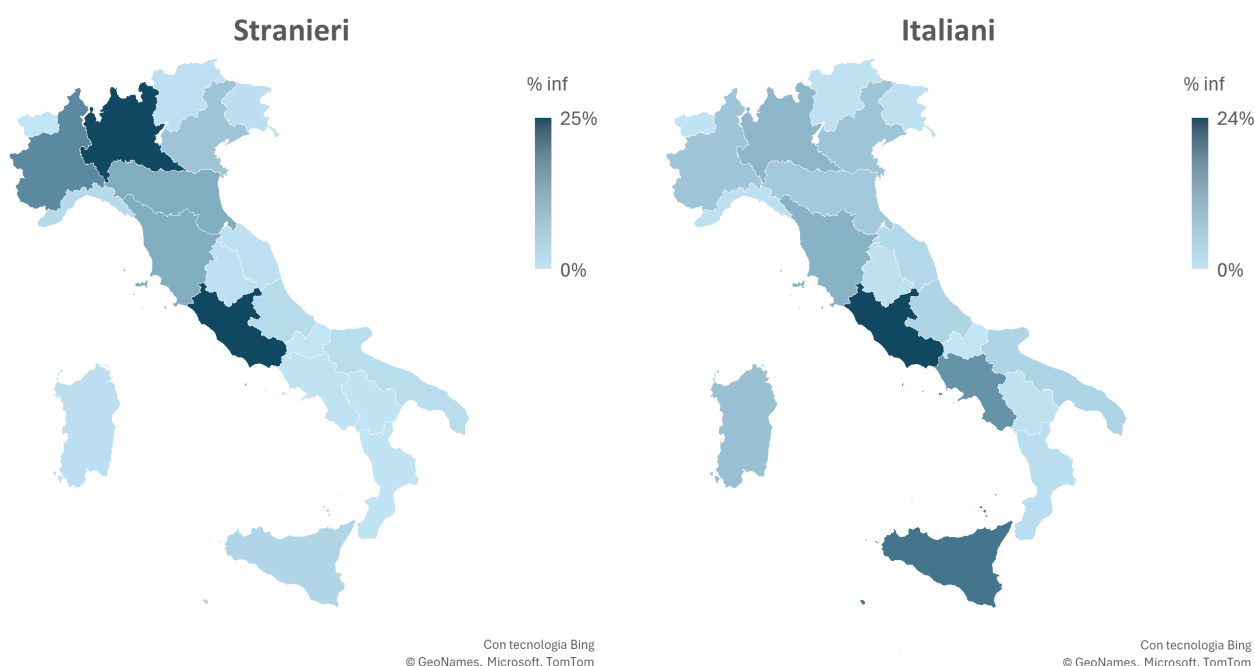 Stranieri
% inf
25%
0%
Con tecnologia Bing
© GeoNames, Microsoft, TomTom
Italiani
% inf
24%
0%
Con tecnologia Bing
© GeoNames, Microsoft, TomTom